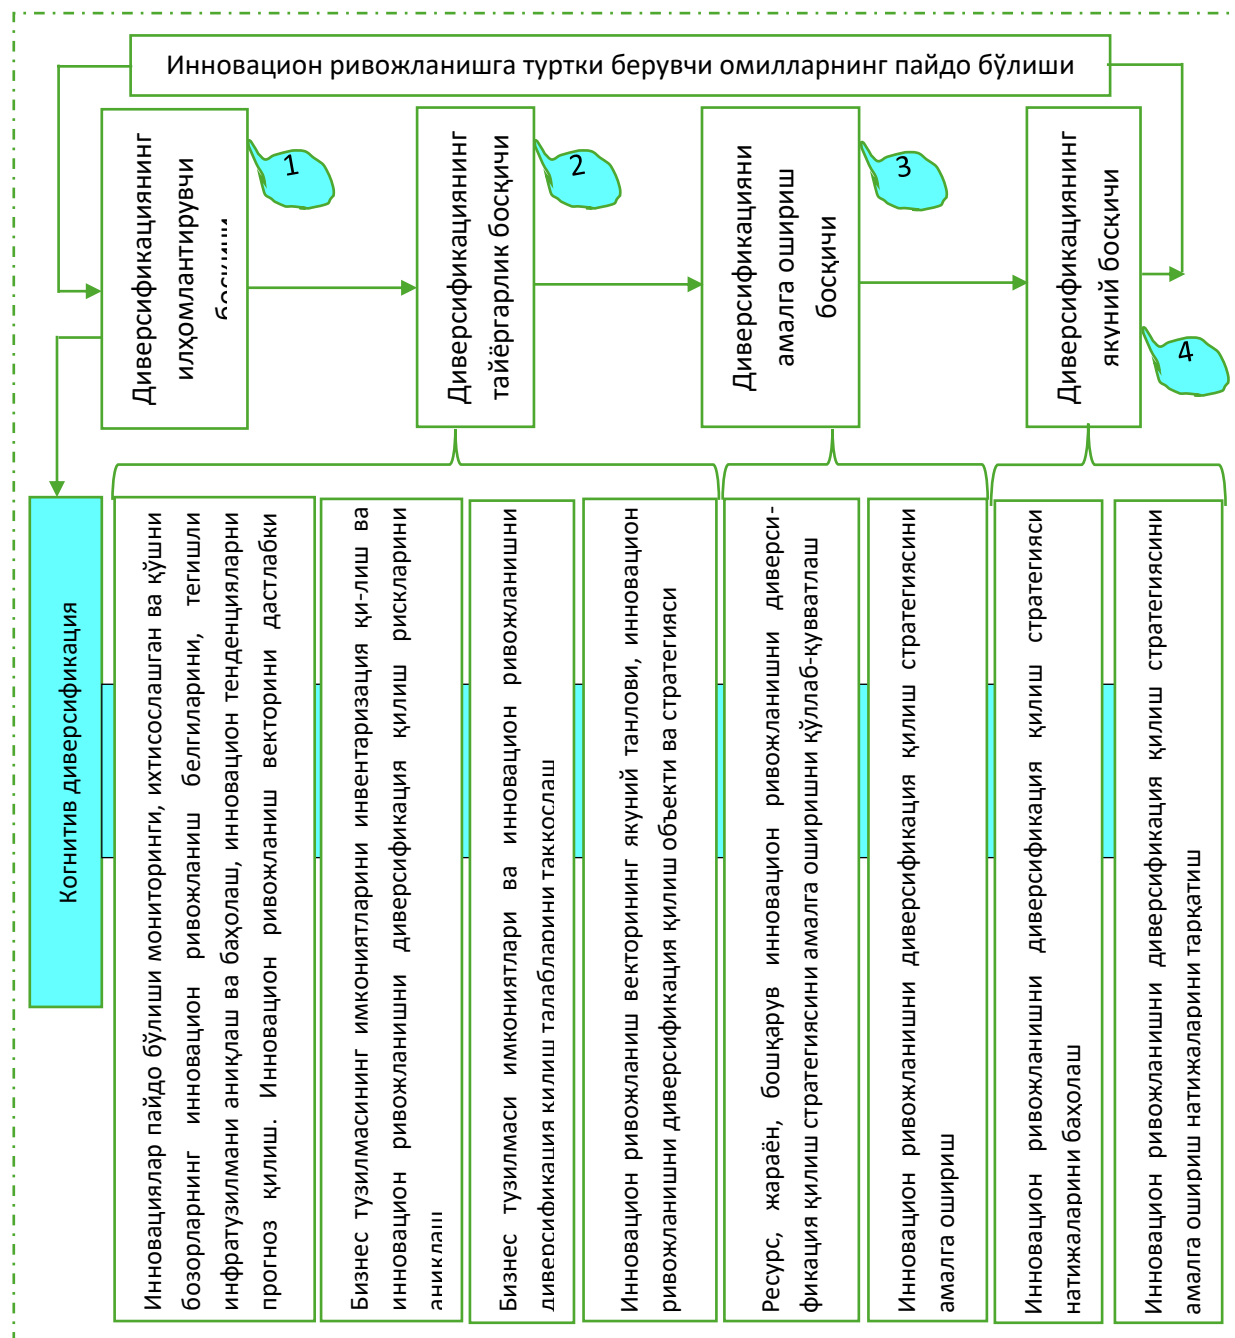 Инновацион ривожланишга туртки берувчи омилларнинг пайдо бўлиши
Диверсификациянинг
илҳомлантирувчи
босқичи
1
Диверсификациянинг
тайёргарлик босқичи
2
Диверсификацияни
амалга ошириш
босқичи
3
Диверсификациянинг
якуний босқичи
4
Когнитив диверсификация
Инновациялар пайдо бўлиши мониторинги, ихтисослашган ва қўшни
бозорларнинг инновацион ривожланиш белгиларини, тегишли
инфратузилмани аниқлаш ва баҳолаш, инновацион тенденцияларни
прогноз қилиш. Инновацион ривожланиш векторини дастлабки
Бизнес тузилмасининг имкониятларини инвентаризация қи-лиш ва
инновацион ривожланишни диверсификация қилиш рискларини
аниқлаш
Бизнес тузилмаси имкониятлари ва инновацион ривожланишни
диверсификация қилиш талабларини таққослаш
Инновацион ривожланиш векторининг якуний танлови, инновацион
ривожланишни диверсификация қилиш объекти ва стратегияси
Ресурс, жараён, бошқарув инновацион ривожланишни диверси-
фикация қилиш стратегиясини амалга оширишни қўллаб-қувватлаш
Инновацион ривожланишни диверсификация қилиш стратегиясини
амалга ошириш
Инновацион ривожланишни диверсификация қилиш стратегияси
натижаларини баҳолаш
Инновацион ривожланишни диверсификация қилиш стратегиясини
амалга ошириш натижаларини тарқатиш